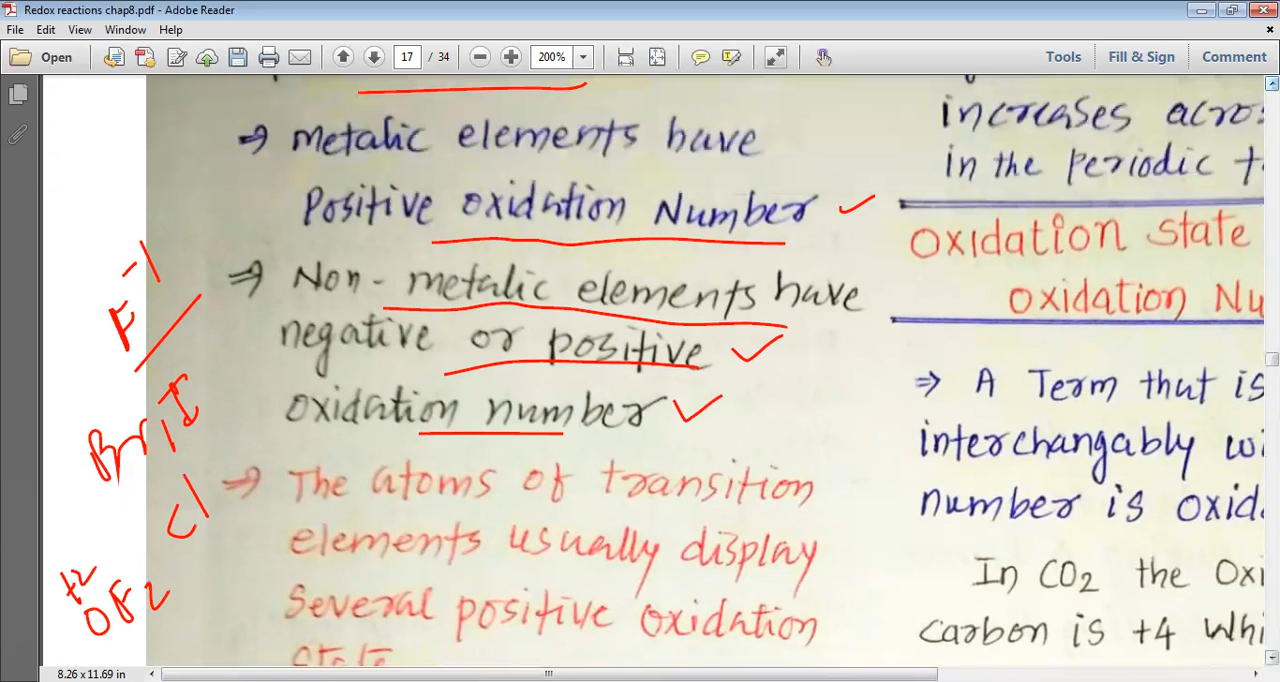 Redox reactions chap8.pdf - Adobe Reader
File Edit View Window Help
Open 17 / 34 200% Tools Fill & Sign Comment
⇒ Metalic elements have
Positive oxidation Number ✓
⇒ Non-metalic elements have
negative or positive ✓
oxidation number ✓
⇒ The atoms of transition
elements usually display
Several positive oxidation
State
F-1
Br, I
Cl
+2
OF2
increases acros
in the periodic t
Oxidation State
Oxidation Nu
⇒ A Term that is
interchangably wi
number is oxid
In CO2 the Oxi
carbon is +4 whi
8.26 x 11.69 in